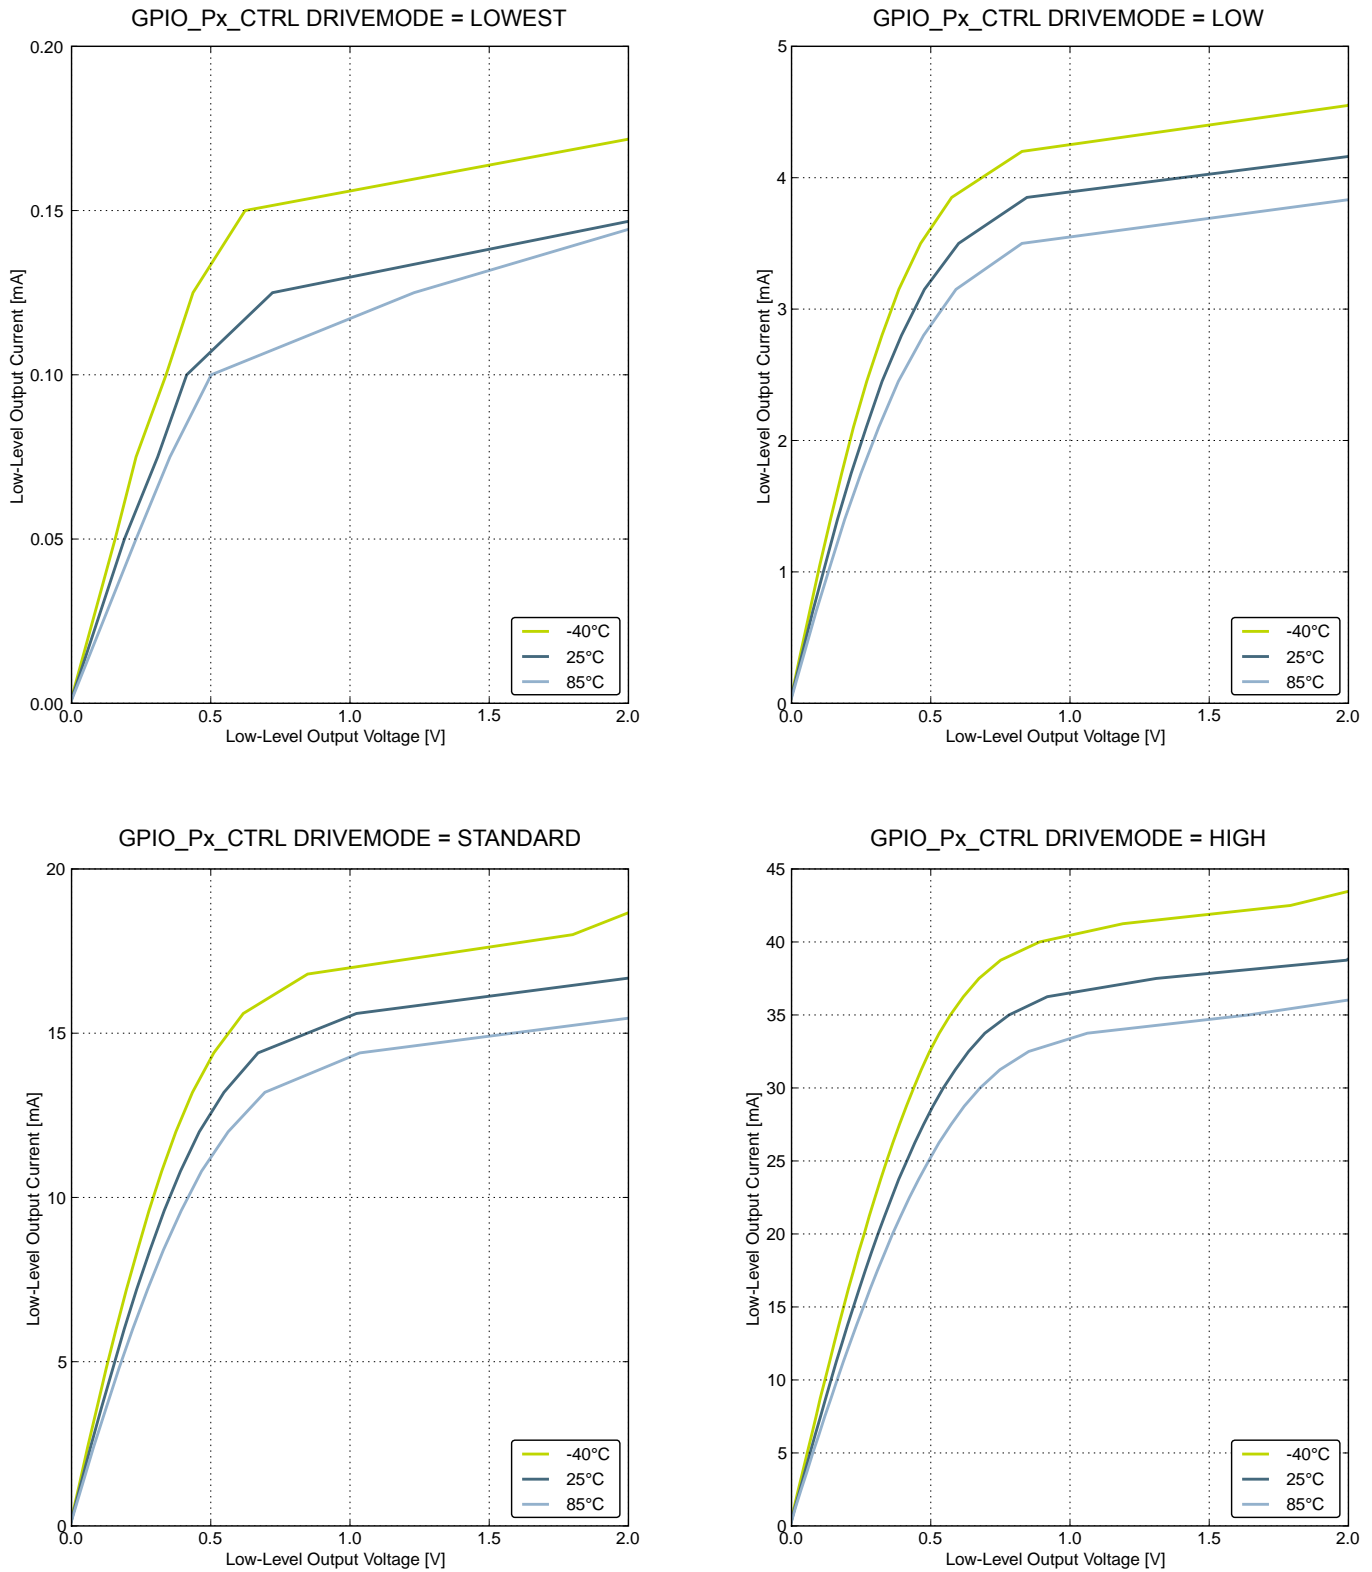 GPIO_Px_CTRL DRIVEMODE = LOWEST
0.20
0.15
0.10
0.05
0.00
Low-Level Output Current [mA]
0.0
0.5
1.0
1.5
2.0
Low-Level Output Voltage [V]
-40°C
25°C
85°C
GPIO_Px_CTRL DRIVEMODE = LOW
5
4
3
2
1
0
Low-Level Output Current [mA]
0.0
0.5
1.0
1.5
2.0
Low-Level Output Voltage [V]
-40°C
25°C
85°C
GPIO_Px_CTRL DRIVEMODE = STANDARD
20
15
10
5
0
Low-Level Output Current [mA]
0.0
0.5
1.0
1.5
2.0
Low-Level Output Voltage [V]
-40°C
25°C
85°C
GPIO_Px_CTRL DRIVEMODE = HIGH
45
40
35
30
25
20
15
10
5
0
Low-Level Output Current [mA]
0.0
0.5
1.0
1.5
2.0
Low-Level Output Voltage [V]
-40°C
25°C
85°C